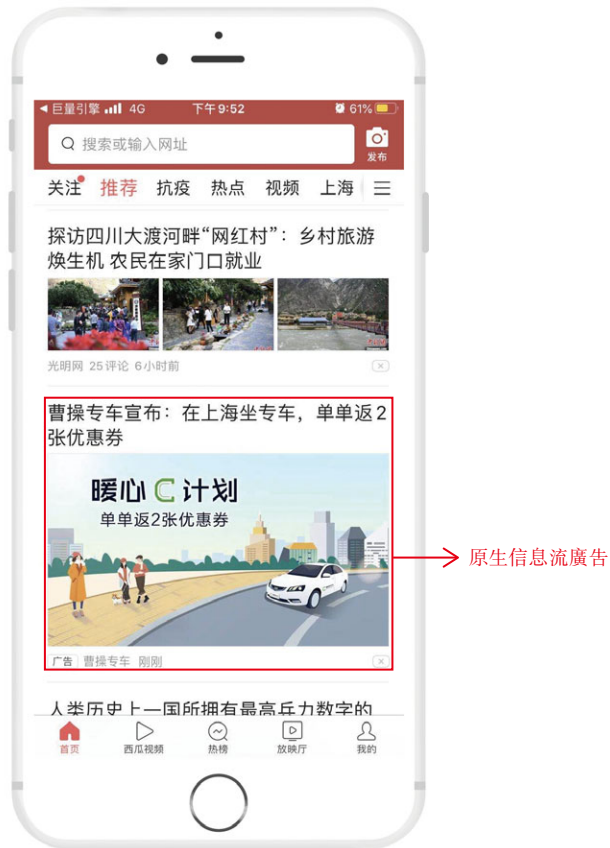 巨量引擎 4G 下午9:52 61%
搜索或输入网址
发布
关注 推荐 抗疫 热点 视频 上海
探访四川大渡河畔“网红村”：乡村旅游
焕生机 农民在家门口就业
光明网 25评论 6小时前
曹操专车宣布：在上海坐专车，单单返2
张优惠券
暖心C计划
单单返2张优惠券
原生信息流廣告
广告 曹操专车 刚刚
人类历史上一国所拥有最高兵力数字的
首页 西瓜视频 热榜 放映厅 我的